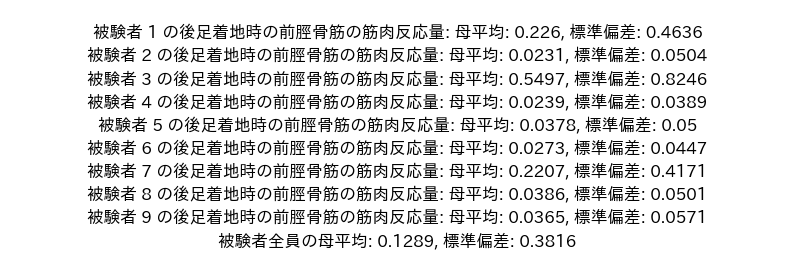 被験者 1 の後足着地時の前脛骨筋の筋肉反応量: 母平均: 0.226, 標準偏差: 0.4636
被験者 2 の後足着地時の前脛骨筋の筋肉反応量: 母平均: 0.0231, 標準偏差: 0.0504
被験者 3 の後足着地時の前脛骨筋の筋肉反応量: 母平均: 0.5497, 標準偏差: 0.8246
被験者 4 の後足着地時の前脛骨筋の筋肉反応量: 母平均: 0.0239, 標準偏差: 0.0389
被験者 5 の後足着地時の前脛骨筋の筋肉反応量: 母平均: 0.0378, 標準偏差: 0.05
被験者 6 の後足着地時の前脛骨筋の筋肉反応量: 母平均: 0.0273, 標準偏差: 0.0447
被験者 7 の後足着地時の前脛骨筋の筋肉反応量: 母平均: 0.2207, 標準偏差: 0.4171
被験者 8 の後足着地時の前脛骨筋の筋肉反応量: 母平均: 0.0386, 標準偏差: 0.0501
被験者 9 の後足着地時の前脛骨筋の筋肉反応量: 母平均: 0.0365, 標準偏差: 0.0571
被験者全員の母平均: 0.1289, 標準偏差: 0.3816